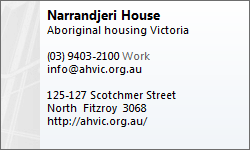 Narrandjeri House
Aboriginal housing Victoria
(03) 9403-2100 Work
info@ahvic.org.au
125-127 Scotchmer Street
North Fitzroy 3068
http://ahvic.org.au/